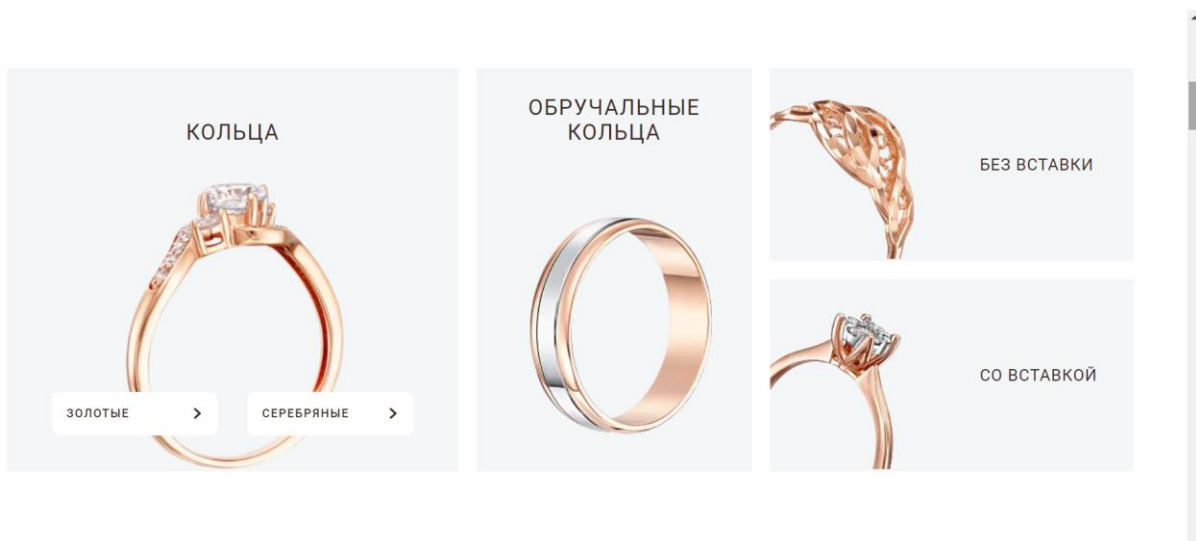 КОЛЬЦА
ЗОЛОТЫЕ
СЕРЕБРЯНЫЕ
ОБРУЧАЛЬНЫЕ
КОЛЬЦА
БЕЗ ВСТАВКИ
СО ВСТАВКОЙ